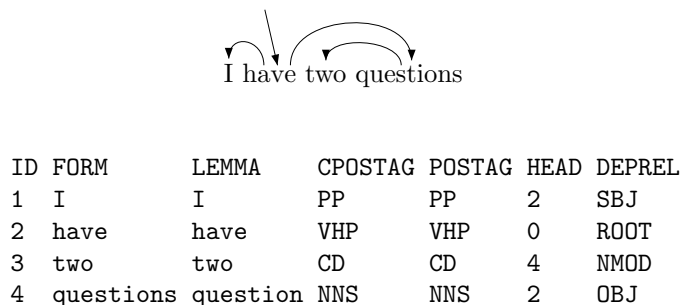 I have two questions
ID FORM LEMMA CPOSTAG POSTAG HEAD DEPREL
1 I I PP PP 2 SBJ
2 have have VHP VHP 0 ROOT
3 two two CD CD 4 NMOD
4 questions question NNS NNS 2 OBJ